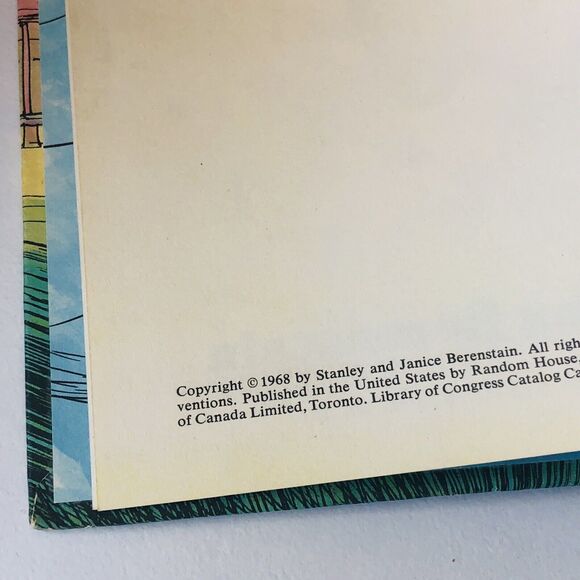 Copyright © 1968 by Stanley and Janice Berenstain. All righ
ventions. Published in the United States by Random House,
of Canada Limited, Toronto. Library of Congress Catalog Ca